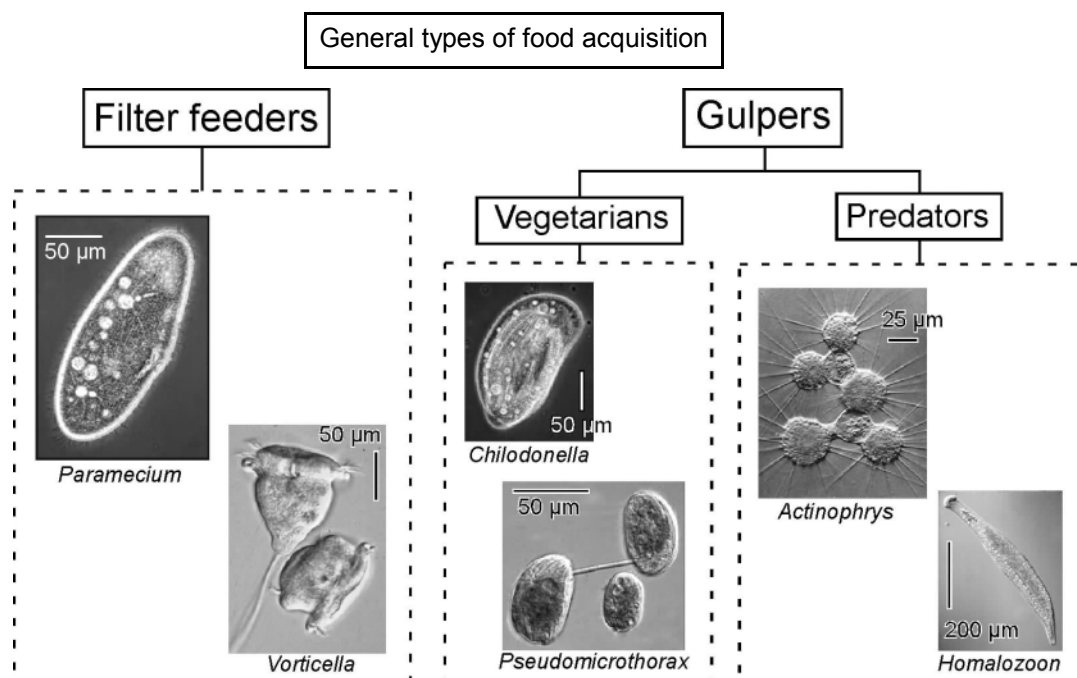 General types of food acquisition
Filter feeders
50 µm
Paramecium
50 µm
Vorticella
Gulpers
Vegetarians
50 µm
Chilodonella
50 µm
Pseudomicrothorax
Predators
25 µm
Actinophrys
200 µm
Homalozoon